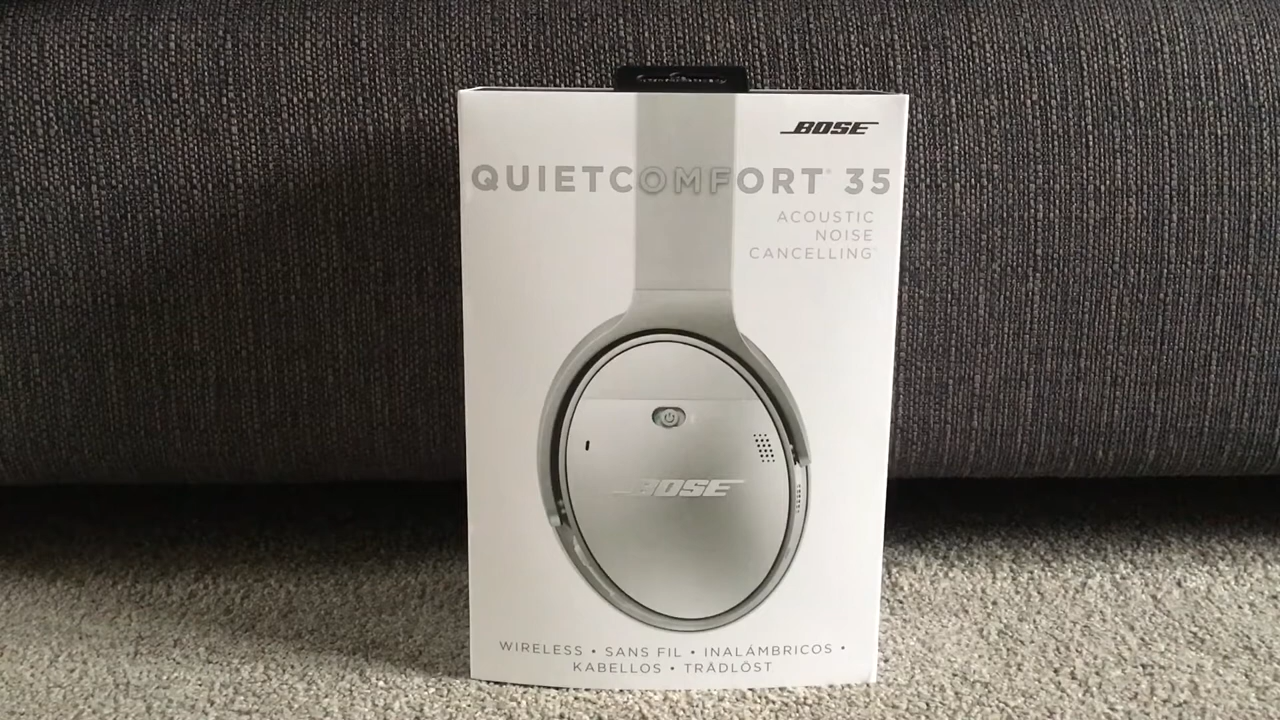 BOSE
QUIETCOMFORT® 35
ACOUSTIC
NOISE
CANCELLING®
BOSE
WIRELESS • SANS FIL • INALÁMBRICOS •
KABELLOS • TRÅDLÖST